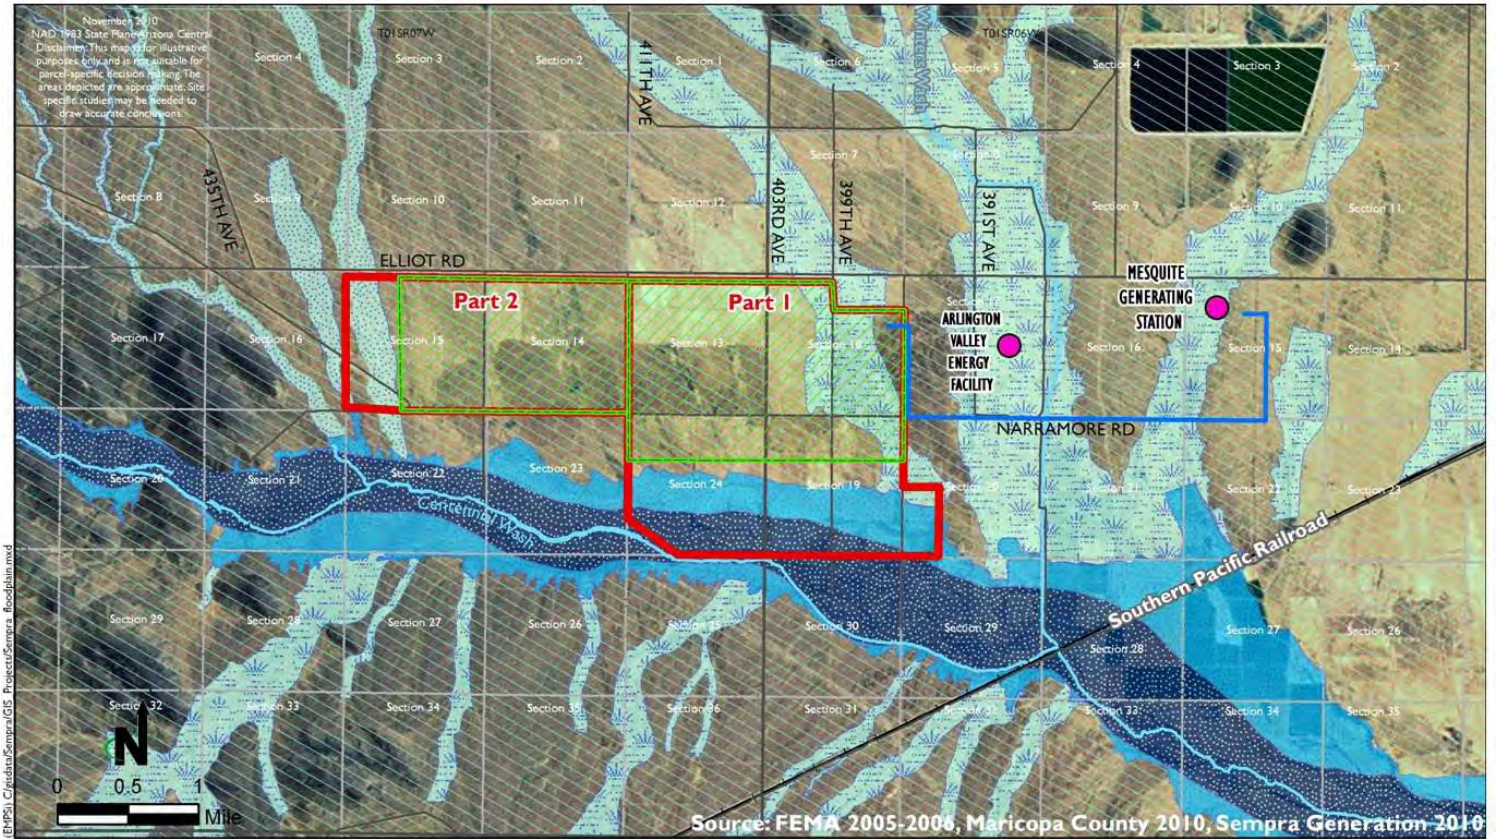 November 2010
NAD 1983 State Plane Arizona Central
Disclaimer: This map is for illustrative
purposes only and is not suitable for
parcel-specific decision making. The
areas depicted are approximate. Site
specific studies may be needed to
draw accurate conclusions.
T01SR07W
T01SR06W
Section 4
Section 3
Section 2
Section 1
Section 6
Section 5
Section 4
Section 3
Section 2
411TH AVE
Winters Wash
Section 7
Section 8
435TH AVE
Section 9
Section 10
Section 11
Section 12
403RD AVE
399TH AVE
391ST AVE
Section 9
Section 10
Section 11
ELLIOT RD
Part 2
Part 1
MESQUITE
GENERATING
STATION
ARLINGTON
VALLEY
ENERGY
FACILITY
Section 17
Section 16
Section 15
Section 14
Section 13
Section 18
Section 16
Section 15
Section 14
NARRAMORE RD
Section 20
Section 21
Section 22
Section 23
Section 24
Section 19
Section 20
Section 22
Section 23
Centennial Wash
Southern Pacific Railroad
Section 29
Section 28
Section 27
Section 26
Section 25
Section 30
Section 29
Section 28
Section 27
Section 26
Section 32
Section 33
Section 34
Section 35
Section 36
Section 31
Section 32
Section 33
Section 34
Section 35
N
0 0.5 1
Mile
Source: FEMA 2005-2006, Maricopa County 2010, Sempra Generation 2010